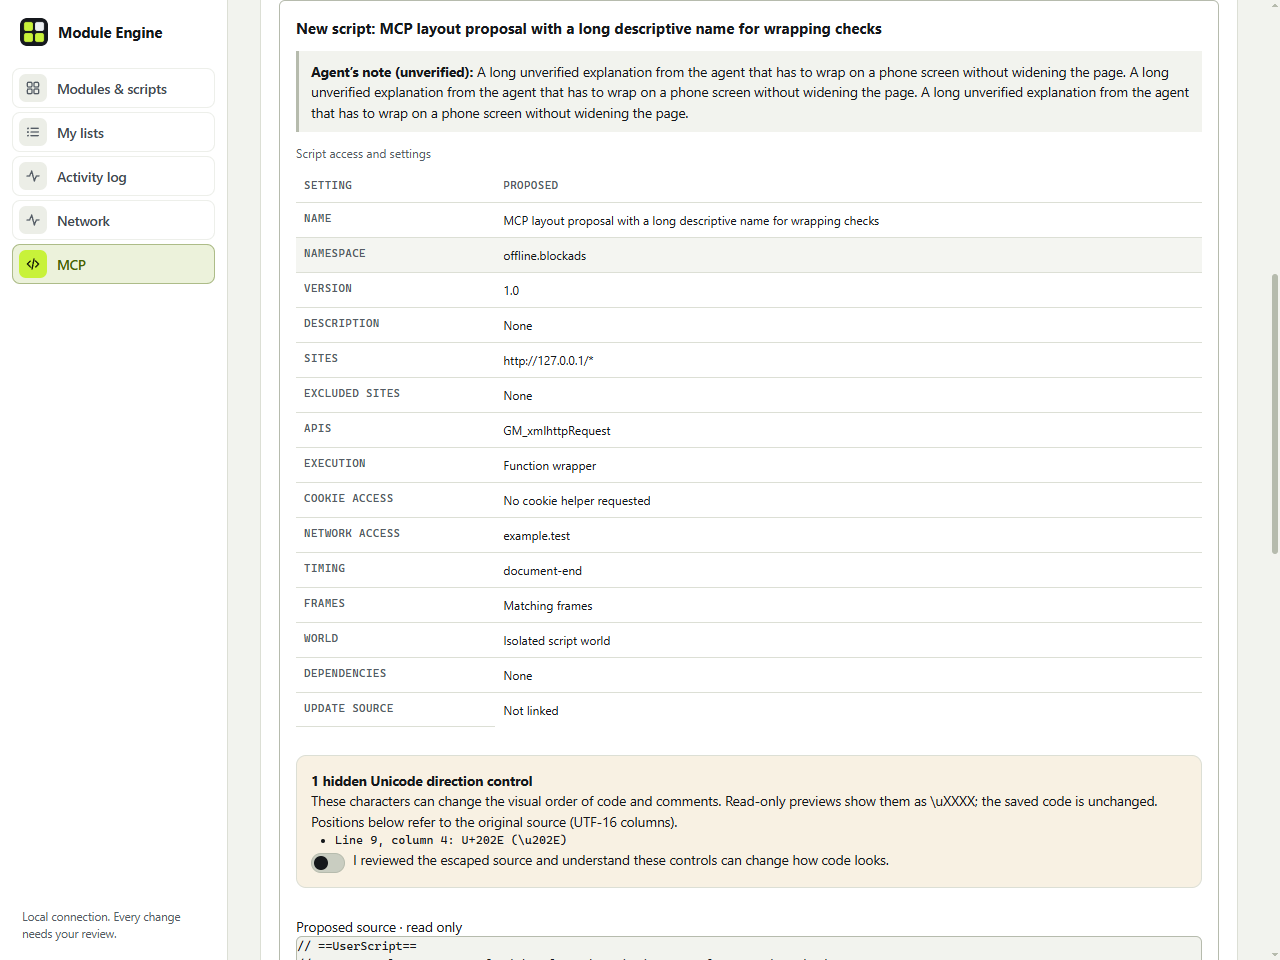 Module Engine
Modules & scripts
My lists
Activity log
Network
MCP
Local connection. Every change
needs your review.
New script: MCP layout proposal with a long descriptive name for wrapping checks
Agent's note (unverified): A long unverified explanation from the agent that has to wrap on a phone screen without widening the page. A long
unverified explanation from the agent that has to wrap on a phone screen without widening the page. A long unverified explanation from the agent
that has to wrap on a phone screen without widening the page.
Script access and settings
SETTING PROPOSED
NAME MCP layout proposal with a long descriptive name for wrapping checks
NAMESPACE offline.blockads
VERSION 1.0
DESCRIPTION None
SITES http://127.0.0.1/*
EXCLUDED SITES None
APIS GM_xmlhttpRequest
EXECUTION Function wrapper
COOKIE ACCESS No cookie helper requested
NETWORK ACCESS example.test
TIMING document-end
FRAMES Matching frames
WORLD Isolated script world
DEPENDENCIES None
UPDATE SOURCE Not linked
1 hidden Unicode direction control
These characters can change the visual order of code and comments. Read-only previews show them as \uXXXX; the saved code is unchanged.
Positions below refer to the original source (UTF-16 columns).
• Line 9, column 4: U+202E (\u202E)
I reviewed the escaped source and understand these controls can change how code looks.
Proposed source · read only
// ==UserScript==